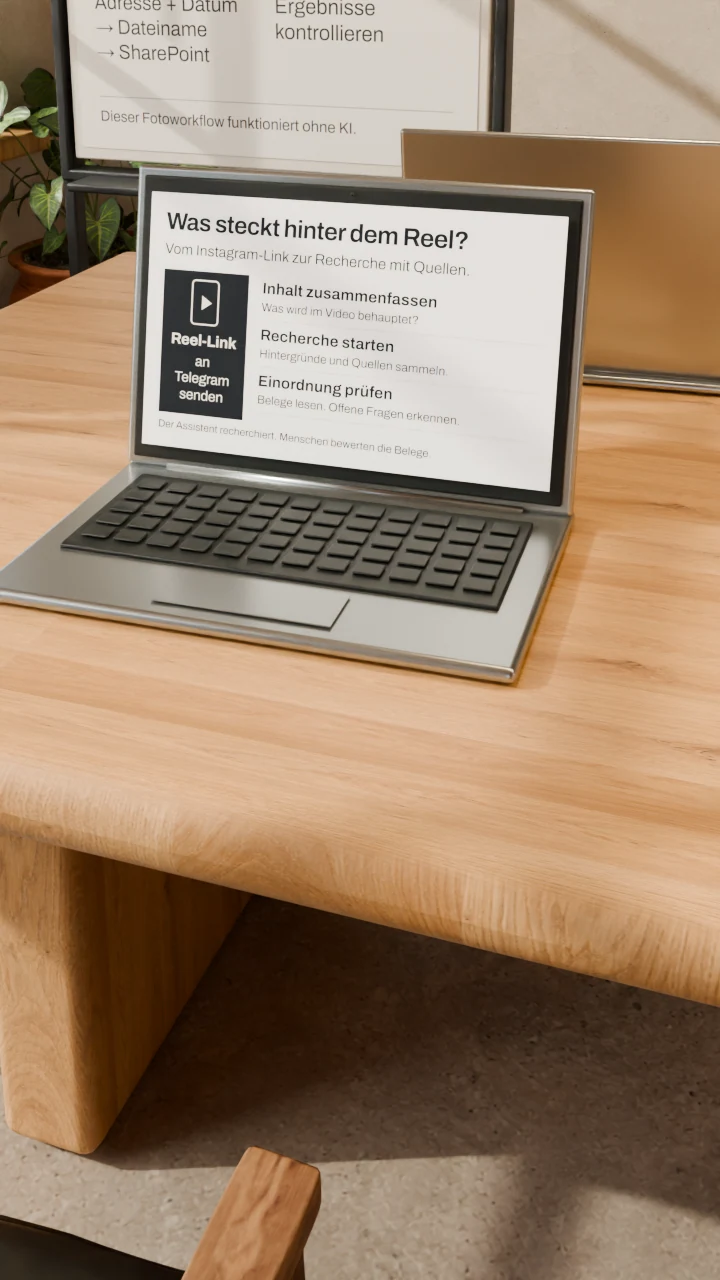 Adresse + Datum
→ Dateiname
→ SharePoint
Ergebnisse
kontrollieren
Dieser Fotoworkflow funktioniert ohne KI.
Was steckt hinter dem Reel?
Vom Instagram-Link zur Recherche mit Quellen.
Reel-Link
an
Telegram
senden
Inhalt zusammenfassen
Was wird im Video behauptet?
Recherche starten
Hintergründe und Quellen sammeln.
Einordnung prüfen
Belege lesen. Offene Fragen erkennen.
Der Assistent recherchiert. Menschen bewerten die Belege.